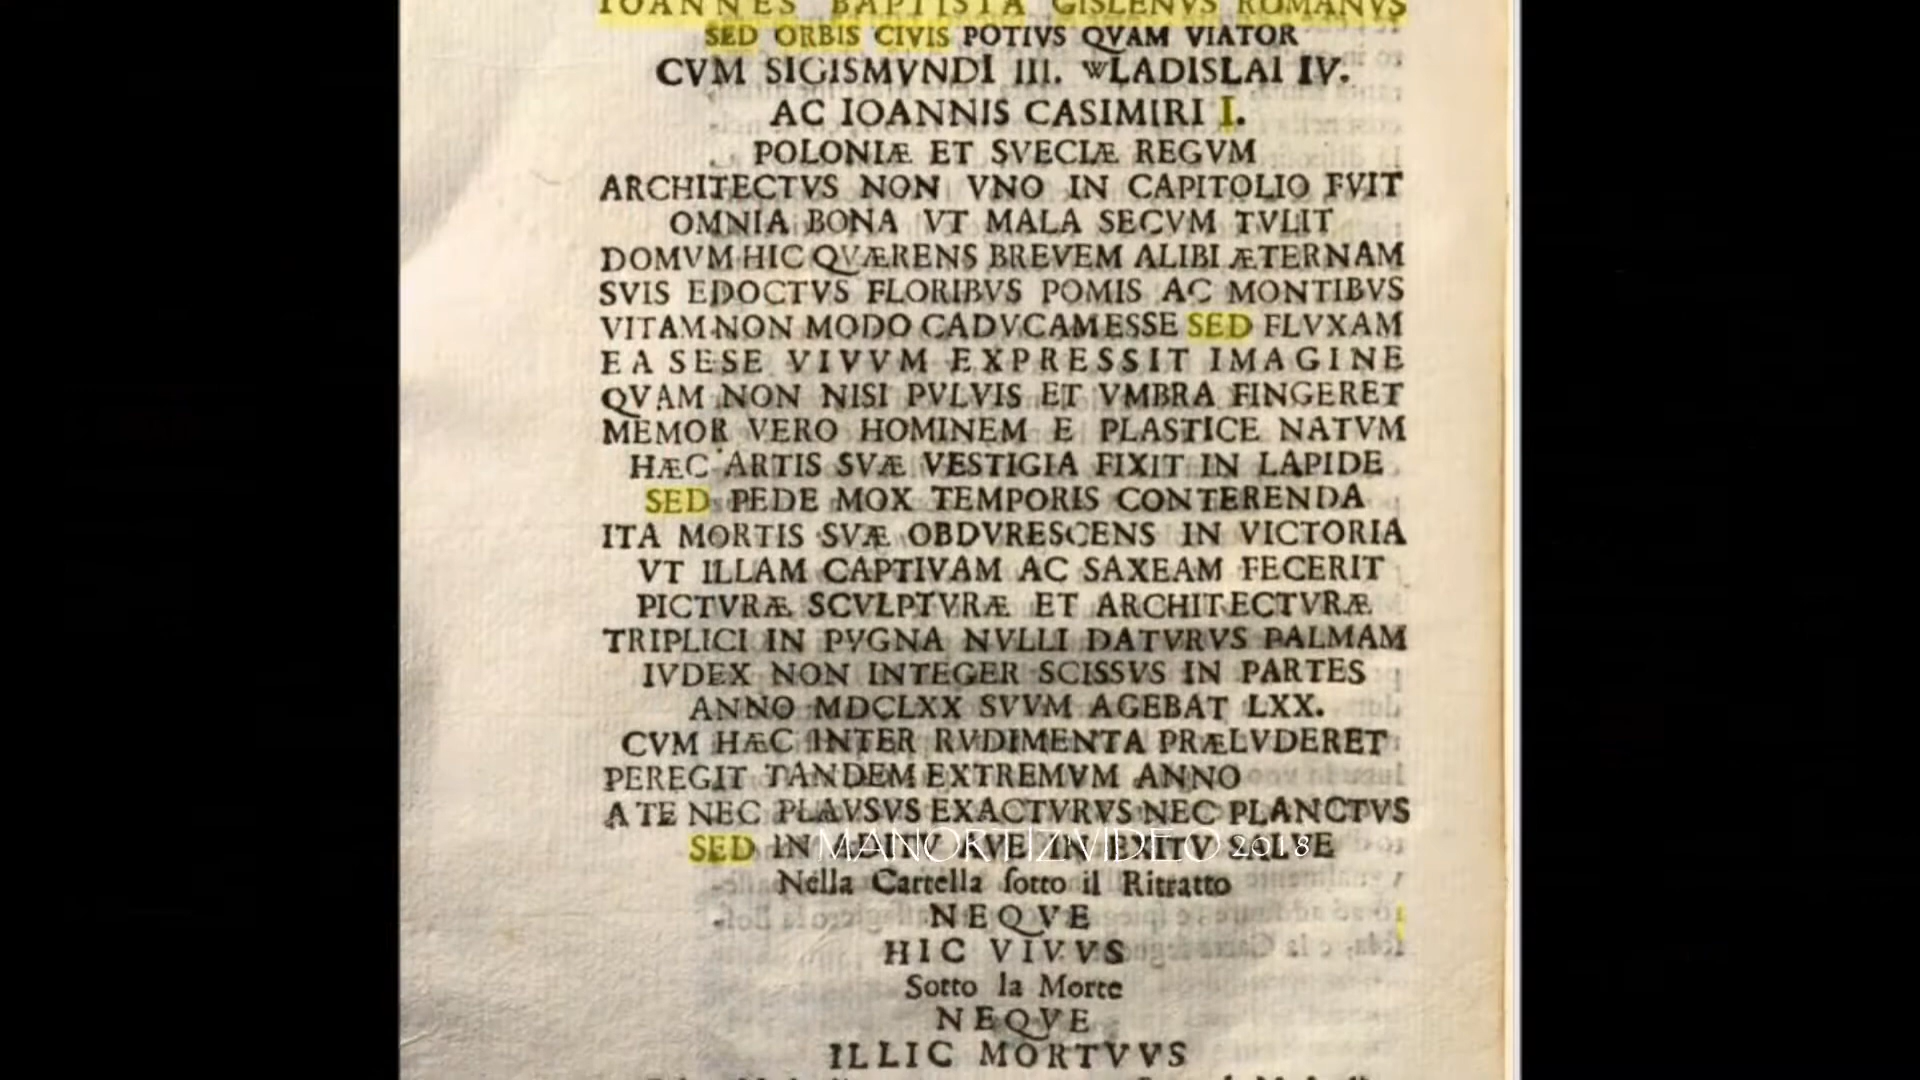 IOANNES BAPTISTA GISLENVS ROMANVS
SED ORBIS CIVIS POTIVS QVAM VIATOR
CVM SIGISMVNDI III. WLADISLAI IV.
AC IOANNIS CASIMIRI I.
POLONIÆ ET SVECIÆ REGVM
ARCHITECTVS NON VNO IN CAPITOLIO FVIT
OMNIA BONA VT MALA SECVM TVLIT
DOMVM HIC QVÆRENS BREVEM ALIBI ÆTERNAM
SVIS EDOCTVS FLORIBVS POMIS AC MONTIBVS
VITAM NON MODO CADVCAM ESSE SED FLVXAM
EA SESE VIVVM EXPRESSIT IMAGINE
QVAM NON NISI PVLVIS ET VMBRA FINGERET
MEMOR VERO HOMINEM E PLASTICE NATVM
HÆC ARTIS SVÆ VESTIGIA FIXIT IN LAPIDE
SED PEDE MOX TEMPORIS CONTERENDA
ITA MORTIS SVÆ OBDVRESCENS IN VICTORIA
VT ILLAM CAPTIVAM AC SAXEAM FECERIT
PICTVRÆ SCVLPTVRÆ ET ARCHITECTVRÆ
TRIPLICI IN PVGNA NVLLI DATVRVS PALMAM
IVDEX NON INTEGER SCISSVS IN PARTES
ANNO MDCLXX SVVM AGEBAT LXX.
CVM HÆC INTER RVDIMENTA PRÆLVDERET
PEREGIT TANDEM EXTREMVM ANNO
A TE NEC PLAVSVS EXACTVRVS NEC PLANCTVS
SED IN ADITV AVE IN EXITV SALVE
MANORTIZVIDEO 2018
Nella Cartella sotto il Ritratto
NEQVE
HIC VIVVS
Sotto la Morte
NEQVE
ILLIC MORTVVS